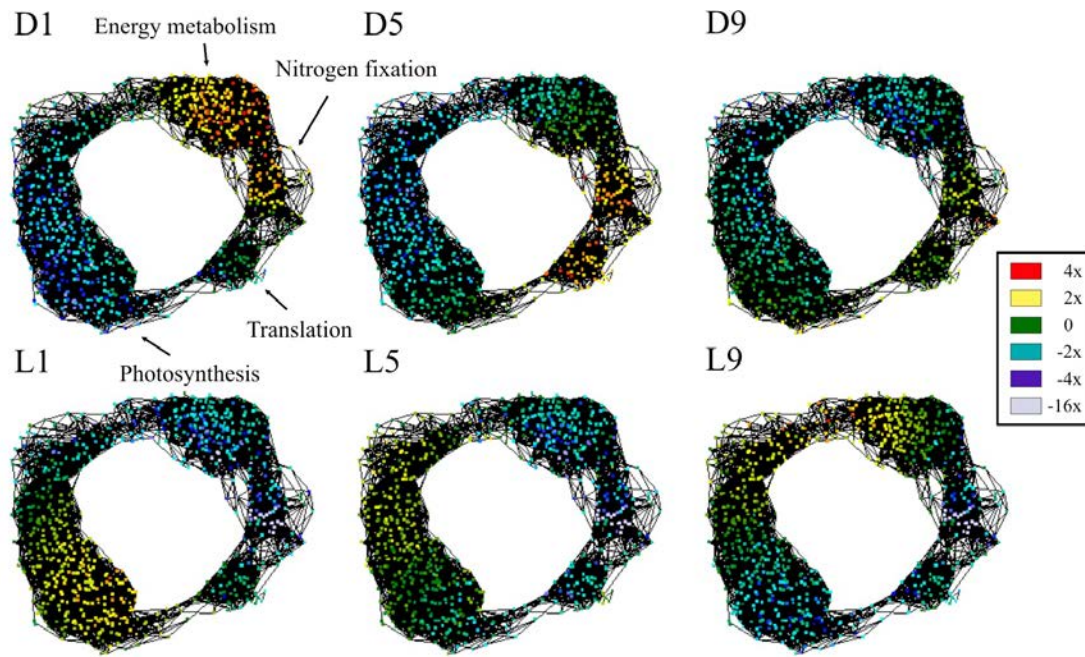 D1
D5
D9
Energy metabolism
Nitrogen fixation
Translation
Photosynthesis
L1
L5
L9
4x
2x
0
-2x
-4x
-16x